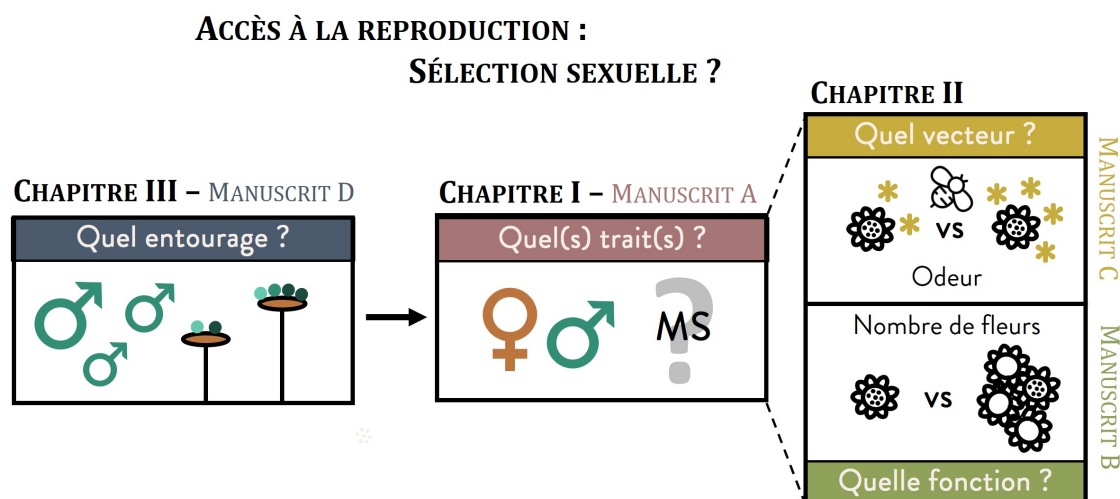 ACCÈS À LA REPRODUCTION :
SÉLECTION SEXUELLE ?
CHAPITRE III – MANUSCRIT D
Quel entourage ?
CHAPITRE I – MANUSCRIT A
Quel(s) trait(s) ?
MS
?
CHAPITRE II
Quel vecteur ?
vs
Odeur
MANUSCRIT C
Nombre de fleurs
vs
Quelle fonction ?
MANUSCRIT B